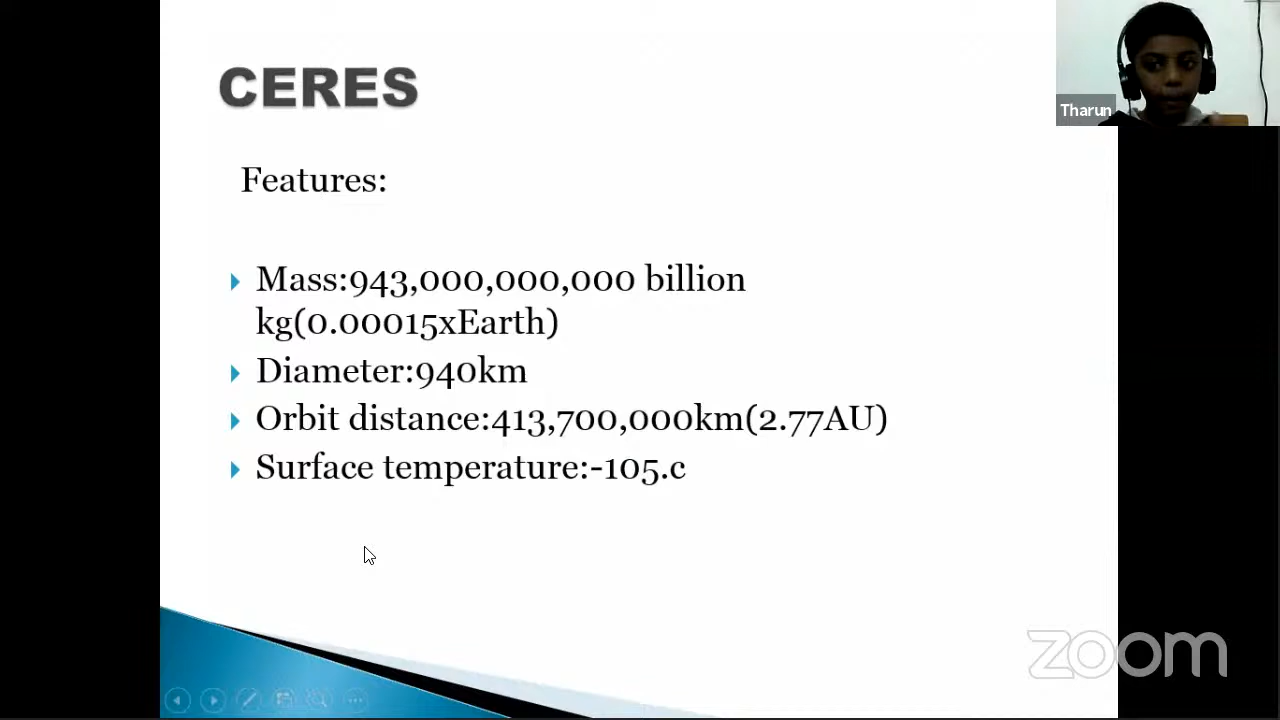 CERES
Features:
Mass:943,000,000,000 billion
kg(0.00015xEarth)
Diameter:940km
Orbit distance:413,700,000km(2.77AU)
Surface temperature:-105.c
Tharun
zoom